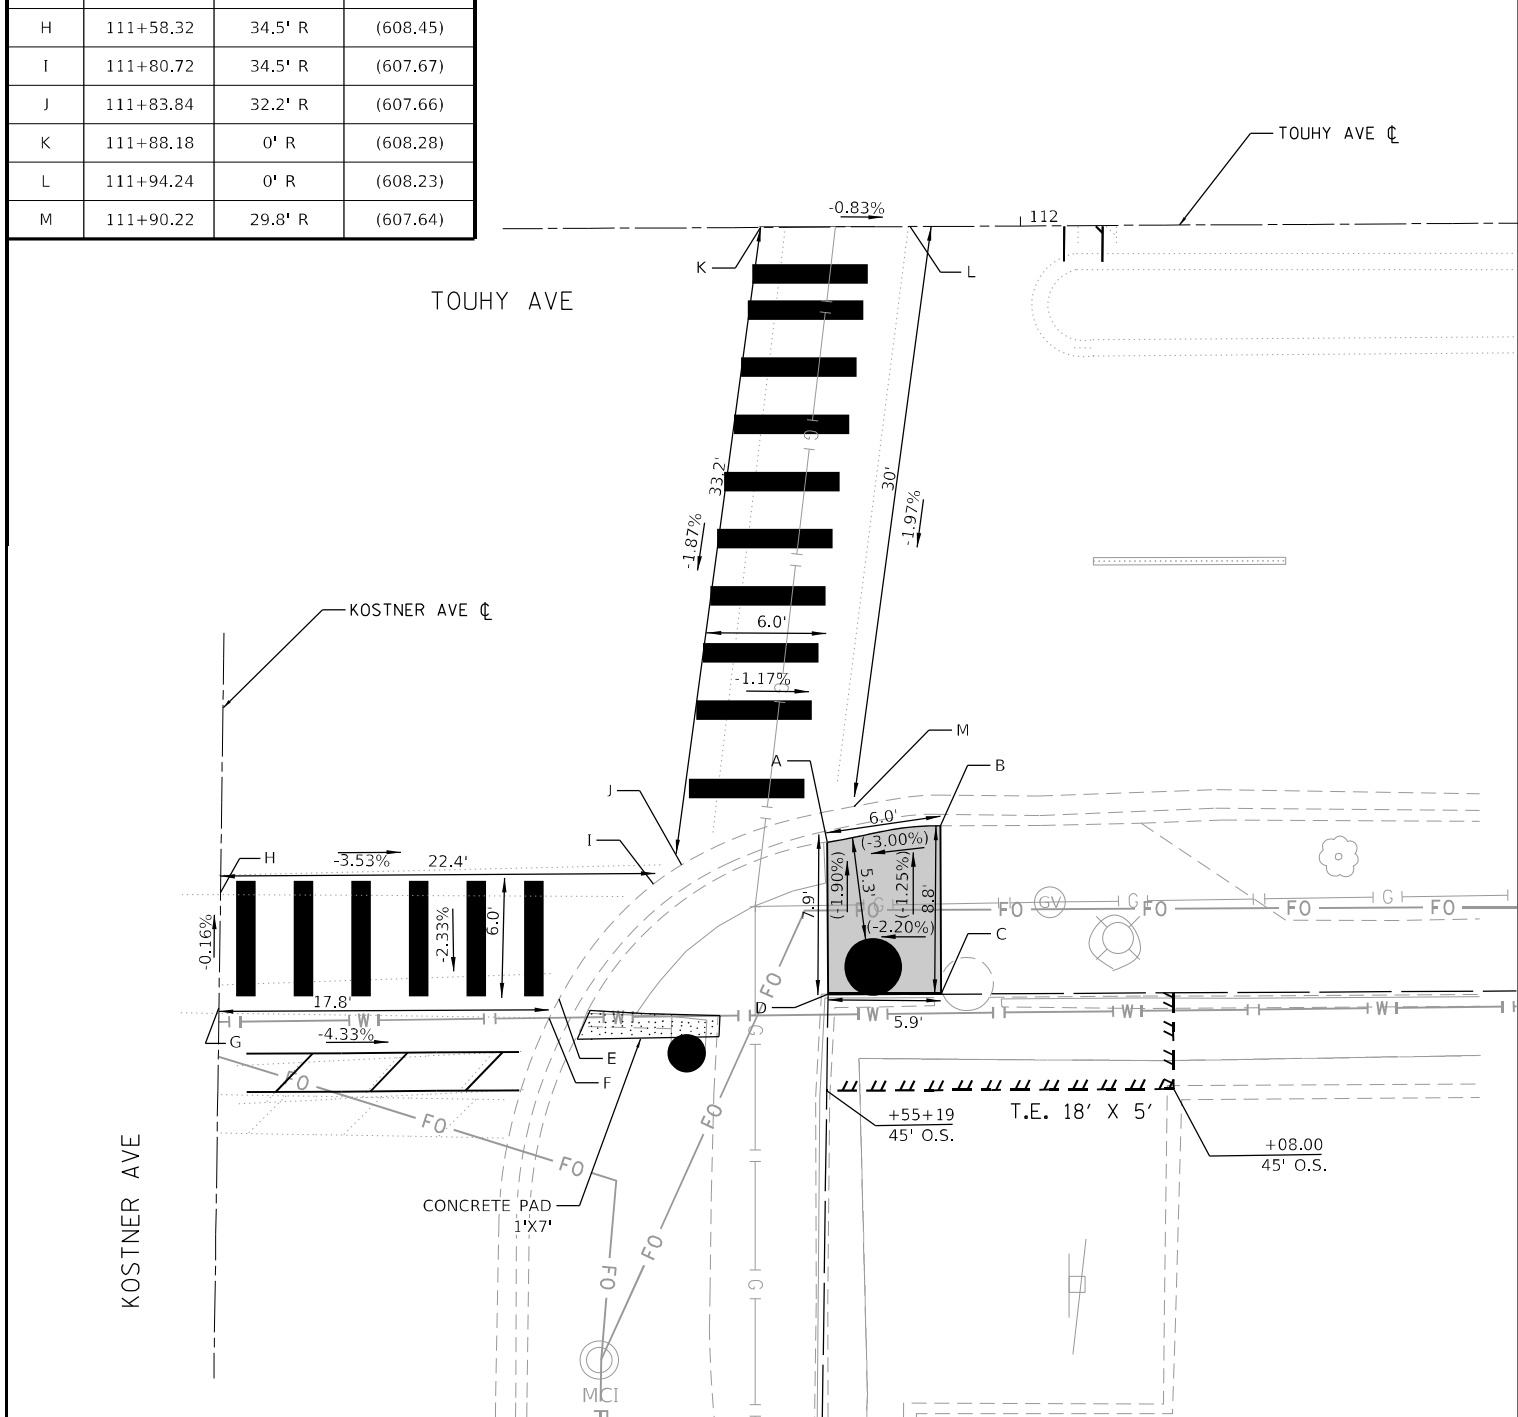 H 111+58.32 34.5' R (608.45)
I 111+80.72 34.5' R (607.67)
J 111+83.84 32.2' R (607.66)
K 111+88.18 0' R (608.28)
L 111+94.24 0' R (608.23)
M 111+90.22 29.8' R (607.64)
TOUHY AVE ℄
-0.83%
112
K
L
TOUHY AVE
G
33.2'
30'
-1.87%
-1.97%
KOSTNER AVE ℄
6.0'
-1.17%
G
M
A
B
J
I
6.0'
(-3.00%)
H
-3.53%
22.4'
(-1.90%)
5.3'
(-1.25%)
8.8'
7.9'
G
FO
FO
GV
G
FO
FO
G
FO
-0.16%
-2.33%
6.0'
(-2.20%)
C
FO
17.8'
D
W
W
W
W
W
5.9'
-4.33%
G
G
E
F
FO
FO
FO
FO
+55+19
45' O.S.
T.E. 18' X 5'
+08.00
45' O.S.
KOSTNER AVE
CONCRETE PAD
1'X7'
FO
FO
G
MCI
F